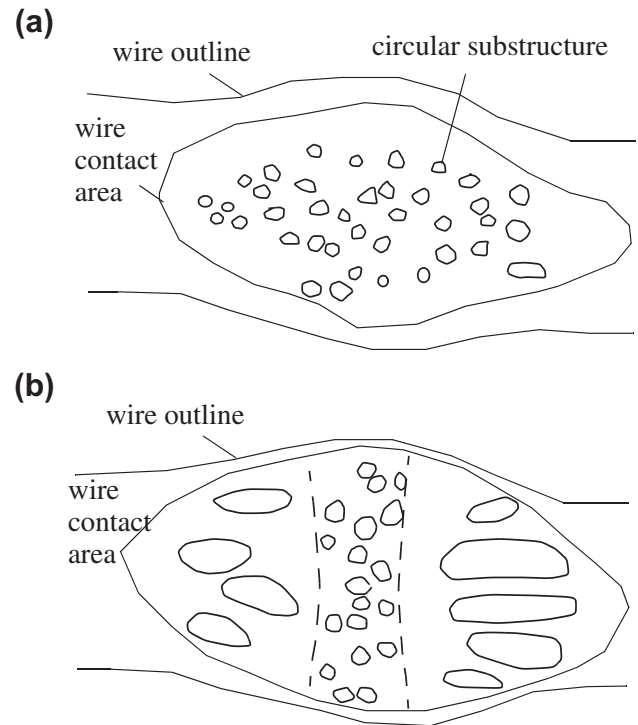 (a)
wire outline
circular substructure
wire
contact
area
(b)
wire outline
wire
contact
area